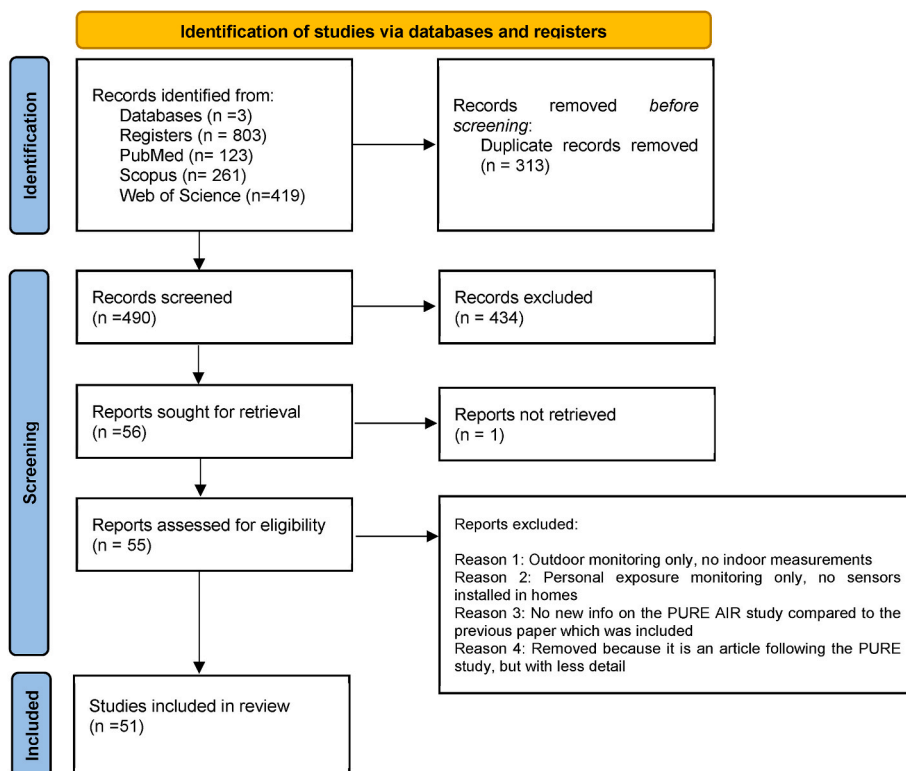 Identification of studies via databases and registers
Identification
Records identified from:
Databases (n =3)
Registers (n = 803)
PubMed (n= 123)
Scopus (n= 261)
Web of Science (n=419)
Records removed before
screening:
Duplicate records removed
(n = 313)
Screening
Records screened
(n =490)
Records excluded
(n = 434)
Reports sought for retrieval
(n =56)
Reports not retrieved
(n = 1)
Reports assessed for eligibility
(n = 55)
Reports excluded:
Reason 1: Outdoor monitoring only, no indoor measurements
Reason 2: Personal exposure monitoring only, no sensors
installed in homes
Reason 3: No new info on the PURE AIR study compared to the
previous paper which was included
Reason 4: Removed because it is an article following the PURE
study, but with less detail
Included
Studies included in review
(n =51)